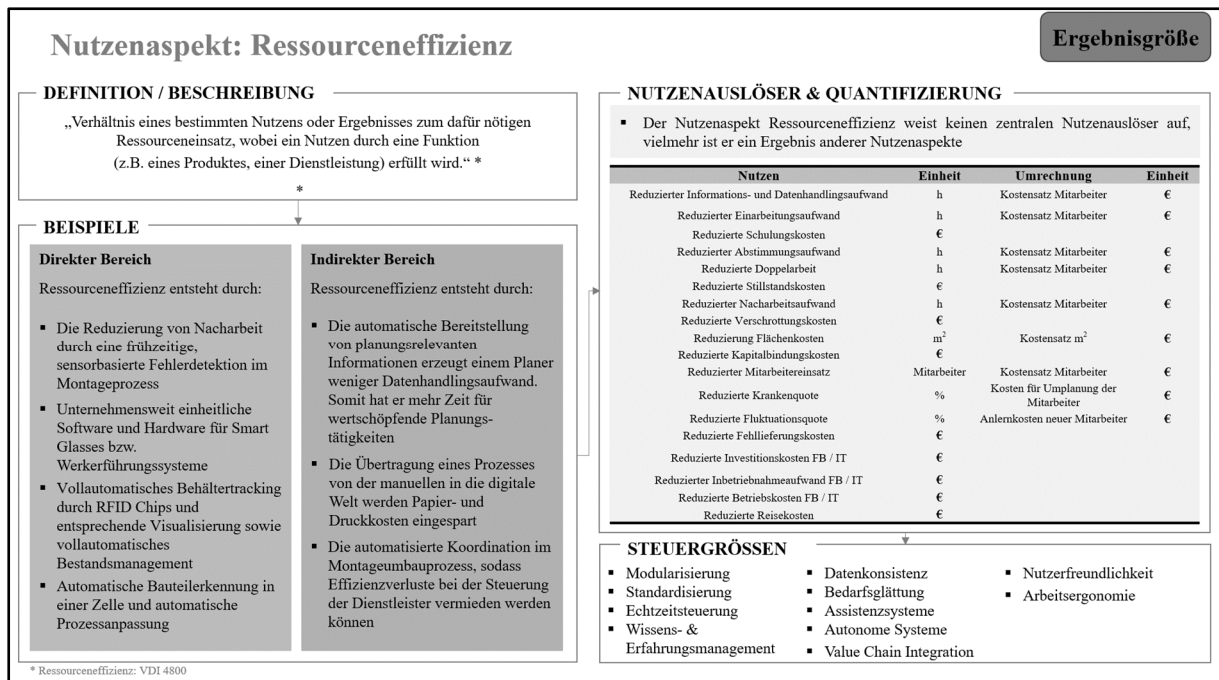 Nutzenaspekt: Ressourceneffizienz
Ergebnisgröße
DEFINITION / BESCHREIBUNG
„Verhältnis eines bestimmten Nutzens oder Ergebnisses zum dafür nötigen
Ressourceneinsatz, wobei ein Nutzen durch eine Funktion
(z.B. eines Produktes, einer Dienstleistung) erfüllt wird.“ *
*
BEISPIELE
Direkter Bereich
Ressourceneffizienz entsteht durch:
▪ Die Reduzierung von Nacharbeit
durch eine frühzeitige,
sensorbasierte Fehlerdetektion im
Montageprozess
▪ Unternehmensweit einheitliche
Software und Hardware für Smart
Glasses bzw.
Werkerführungssysteme
▪ Vollautomatisches Behältertracking
durch RFID Chips und
entsprechende Visualisierung sowie
vollautomatisches
Bestandsmanagement
▪ Automatische Bauteilerkennung in
einer Zelle und automatische
Prozessanpassung
Indirekter Bereich
Ressourceneffizienz entsteht durch:
▪ Die automatische Bereitstellung
von planungsrelevanten
Informationen erzeugt einem Planer
weniger Datenhandlingsaufwand.
Somit hat er mehr Zeit für
wertschöpfende Planungs-
tätigkeiten
▪ Die Übertragung eines Prozesses
von der manuellen in die digitale
Welt werden Papier- und
Druckkosten eingespart
▪ Die automatisierte Koordination im
Montageumbauprozess, sodass
Effizienzverluste bei der Steuerung
der Dienstleister vermieden werden
können
* Ressourceneffizienz: VDI 4800
NUTZENAUSLÖSER & QUANTIFIZIERUNG
▪ Der Nutzenaspekt Ressourceneffizienz weist keinen zentralen Nutzenauslöser auf,
vielmehr ist er ein Ergebnis anderer Nutzenaspekte
Nutzen Einheit Umrechnung Einheit
Reduzierter Informations- und Datenhandlingsaufwand h Kostensatz Mitarbeiter €
Reduzierter Einarbeitungsaufwand h Kostensatz Mitarbeiter €
Reduzierte Schulungskosten €
Reduzierter Abstimmungsaufwand h Kostensatz Mitarbeiter €
Reduzierte Doppelarbeit h Kostensatz Mitarbeiter €
Reduzierte Stillstandskosten €
Reduzierter Nacharbeitsaufwand h Kostensatz Mitarbeiter €
Reduzierte Verschrottungskosten €
Reduzierung Flächenkosten m² Kostensatz m² €
Reduzierte Kapitalbindungskosten €
Reduzierter Mitarbeitereinsatz Mitarbeiter Kostensatz Mitarbeiter €
Reduzierte Krankenquote % Kosten für Umplanung der Mitarbeiter €
Reduzierte Fluktuationsquote % Anlernkosten neuer Mitarbeiter €
Reduzierte Fehllieferungskosten €
Reduzierte Investitionskosten FB / IT €
Reduzierter Inbetriebnahmeaufwand FB / IT €
Reduzierte Betriebskosten FB / IT €
Reduzierte Reisekosten €
STEUERGRÖSSEN
▪ Modularisierung
▪ Standardisierung
▪ Echtzeitsteuerung
▪ Wissens- &
Erfahrungsmanagement
▪ Datenkonsistenz
▪ Bedarfsglättung
▪ Assistenzsysteme
▪ Autonome Systeme
▪ Value Chain Integration
▪ Nutzerfreundlichkeit
▪ Arbeitsergonomie